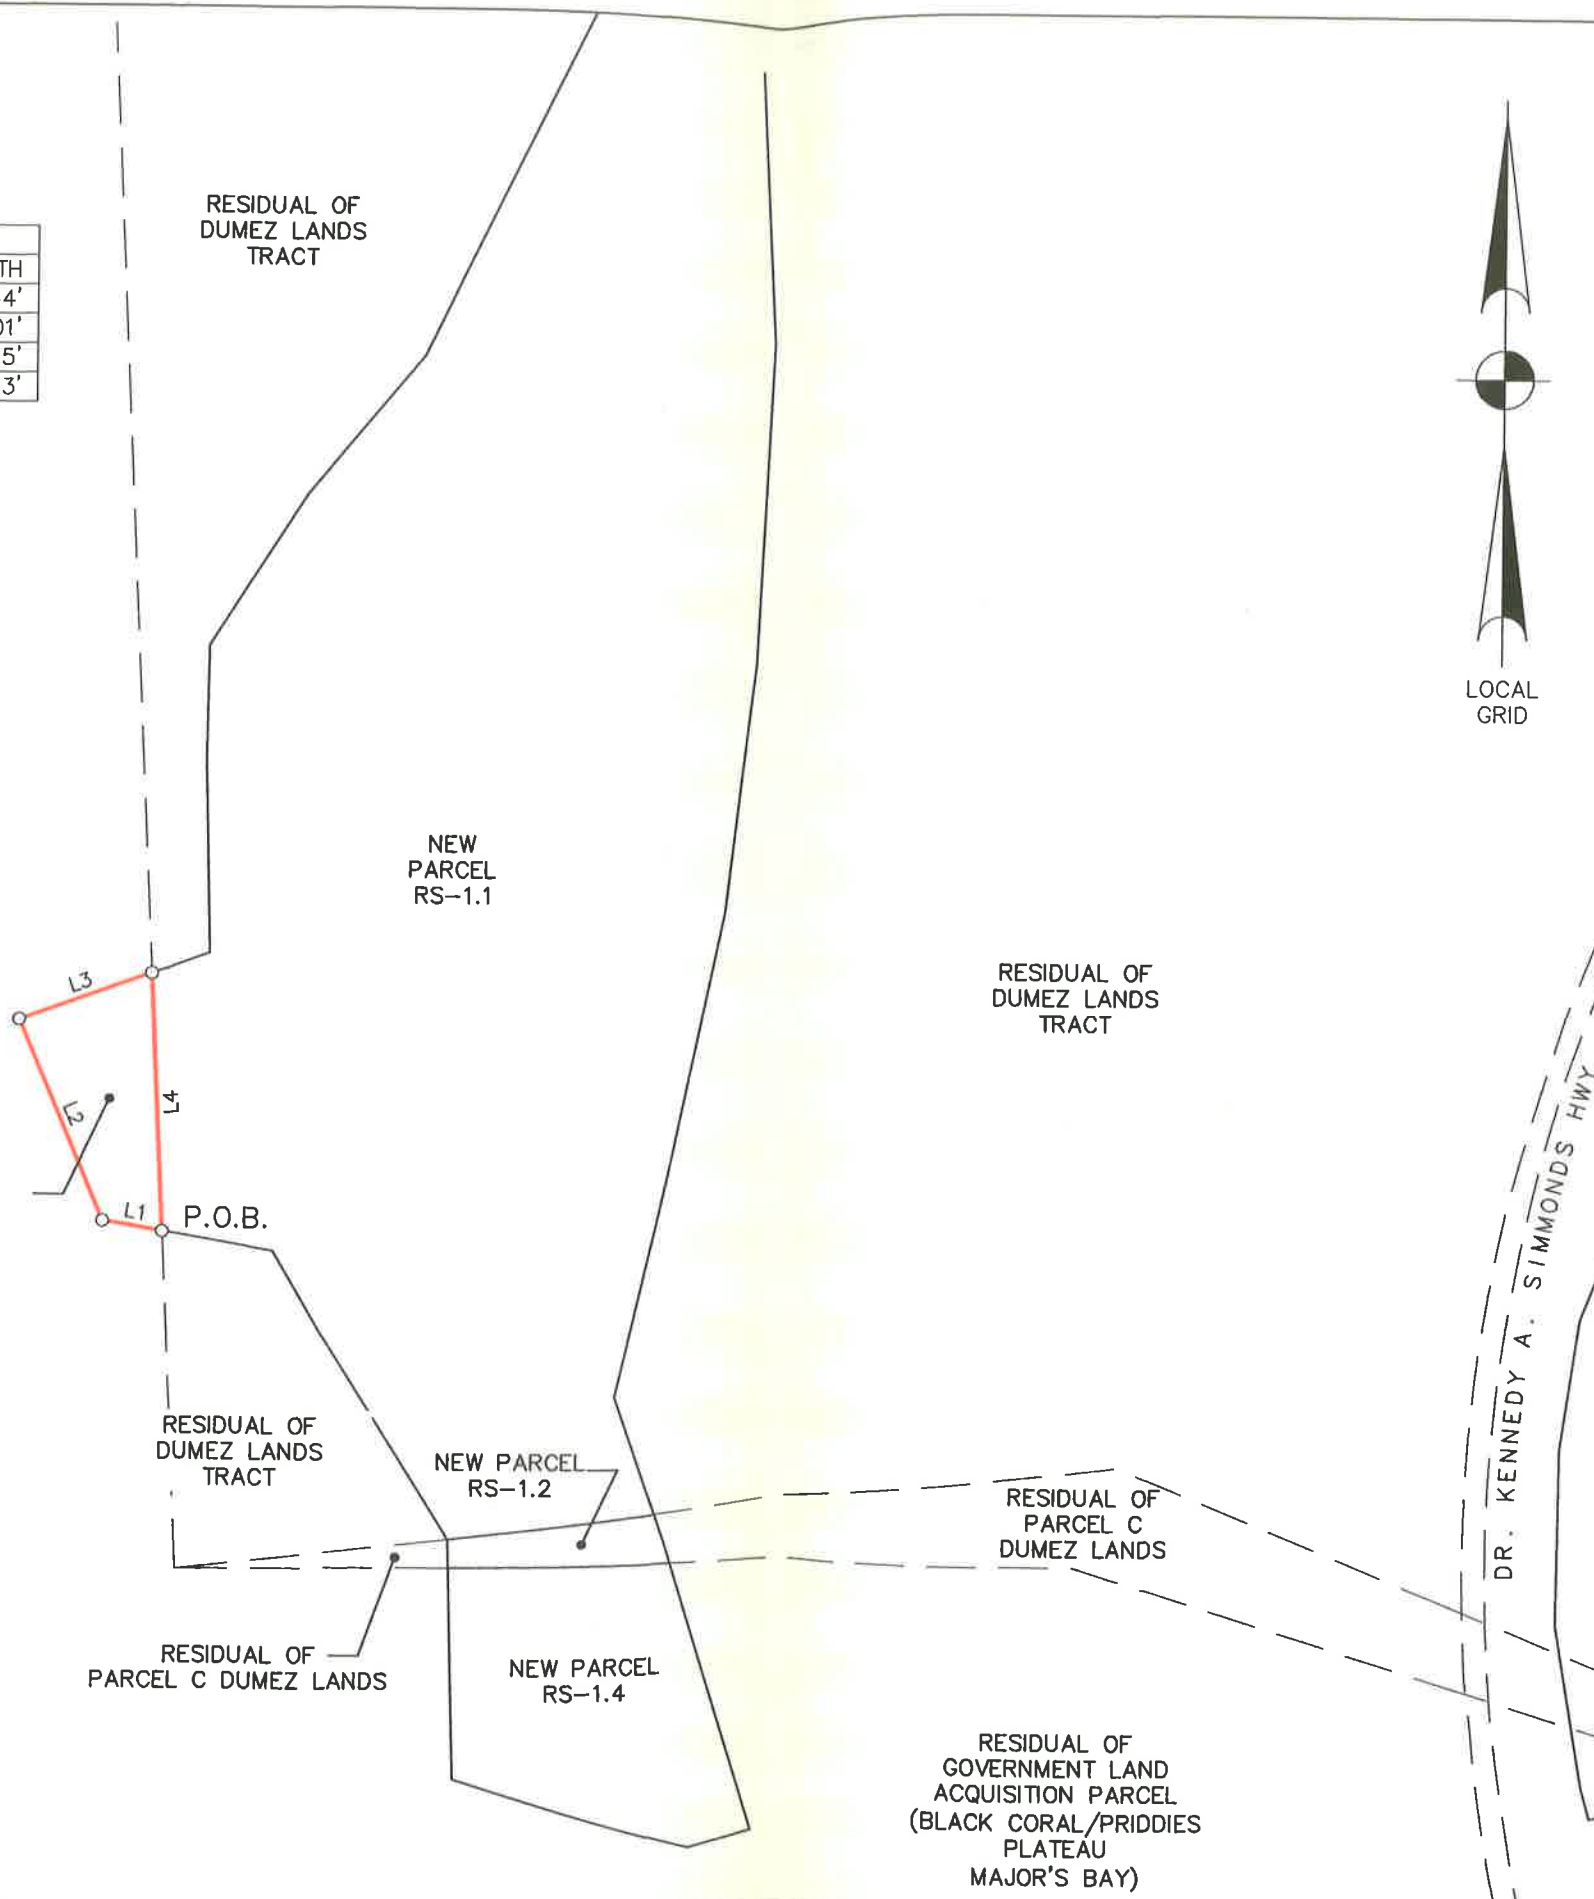 RESIDUAL OF
DUMEZ LANDS
TRACT
TH
4'
01'
5'
3'
LOCAL
GRID
NEW
PARCEL
RS-1.1
RESIDUAL OF
DUMEZ LANDS
TRACT
L3
L2
L4
L1
P.O.B.
DR. KENNEDY A. SIMMONDS HWY
RESIDUAL OF
DUMEZ LANDS
TRACT
NEW PARCEL
RS-1.2
RESIDUAL OF
PARCEL C
DUMEZ LANDS
RESIDUAL OF
PARCEL C DUMEZ LANDS
NEW PARCEL
RS-1.4
RESIDUAL OF
GOVERNMENT LAND
ACQUISITION PARCEL
(BLACK CORAL/PRIDDIES
PLATEAU
MAJOR'S BAY)